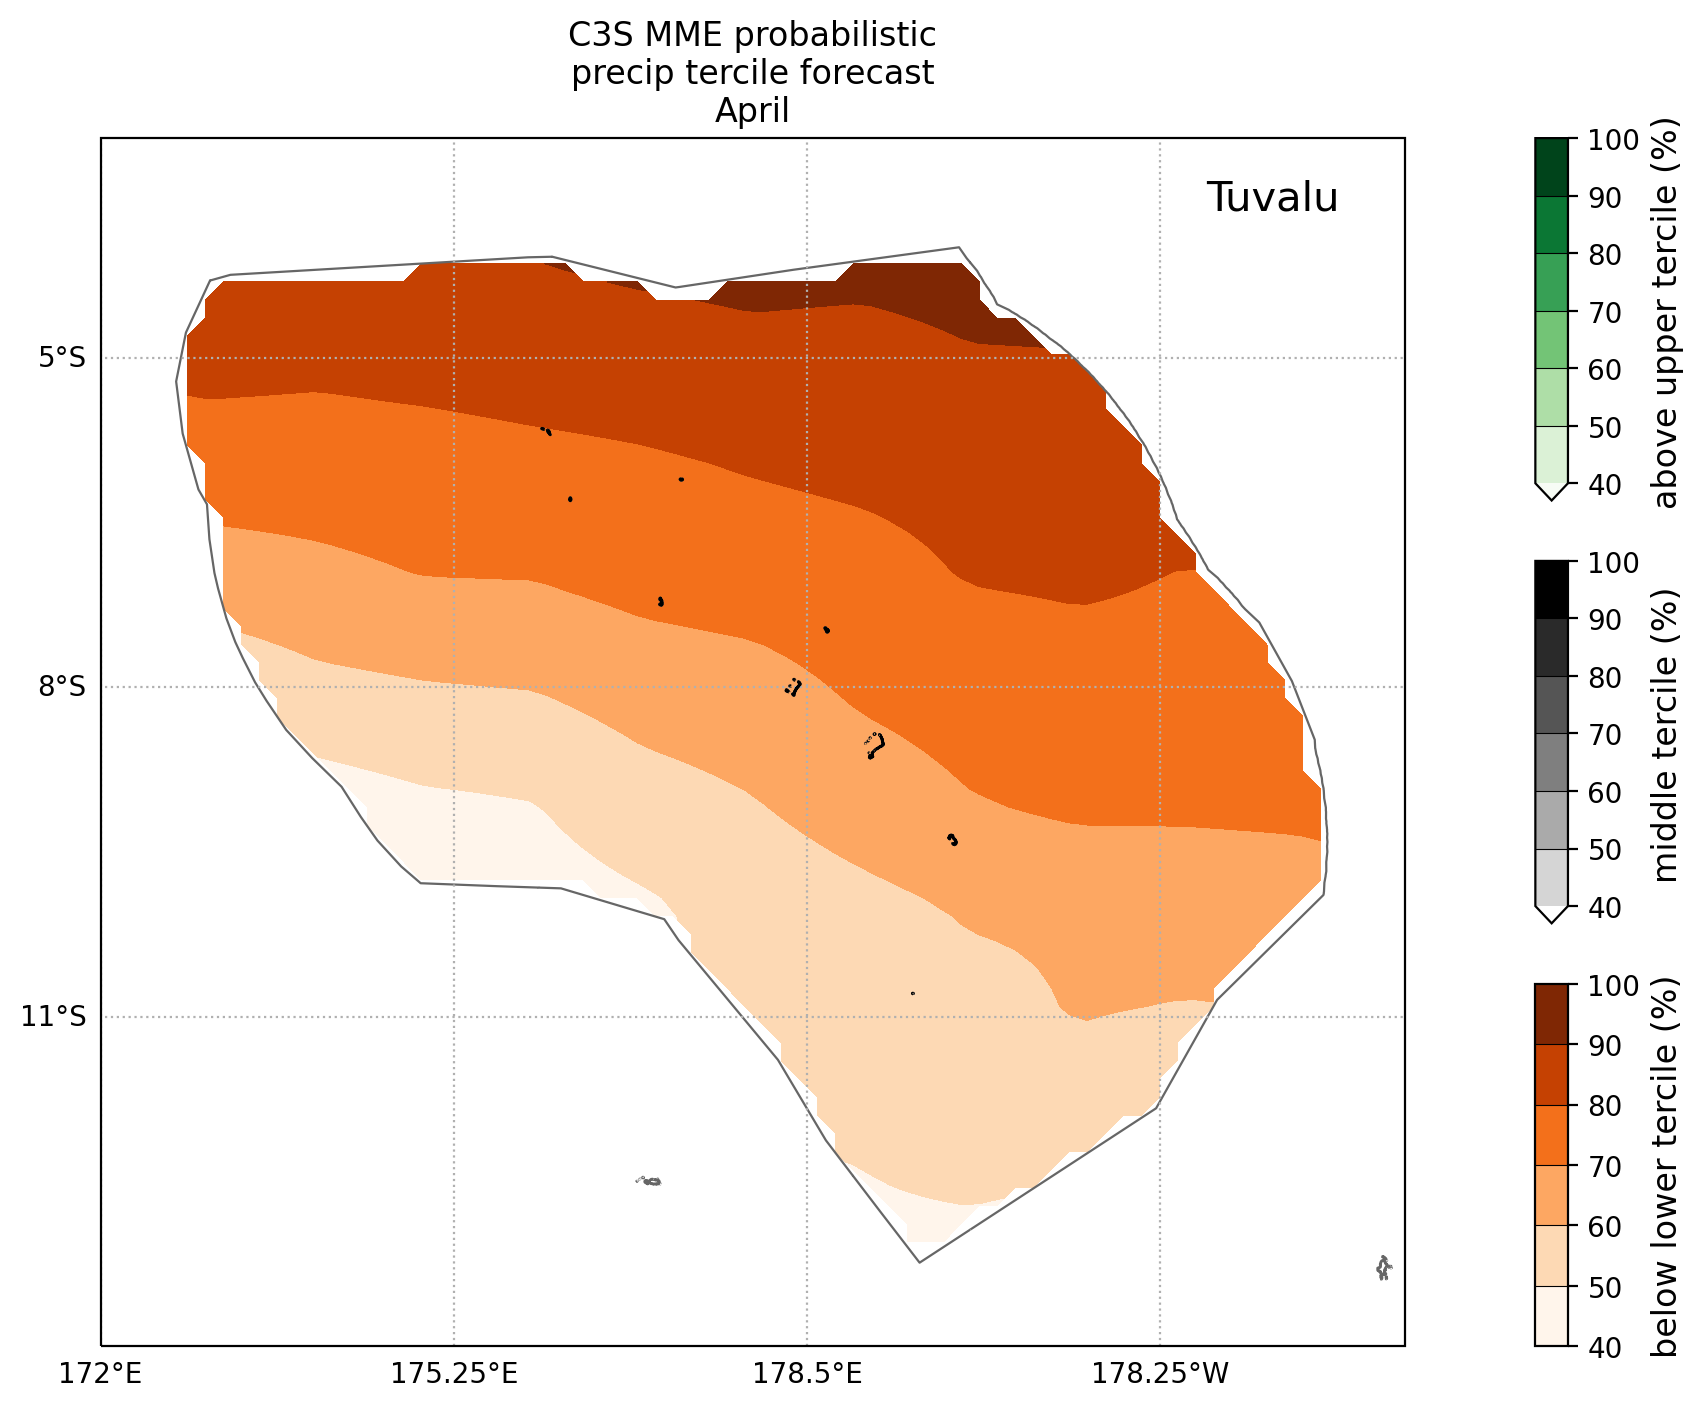 C3S MME probabilistic
precip tercile forecast
April
Tuvalu
5°S
8°S
11°S
172°E
175.25°E
178.5°E
178.25°W
100
90
80
70
60
50
40
above upper tercile (%)
100
90
80
70
60
50
40
middle tercile (%)
100
90
80
70
60
50
40
below lower tercile (%)